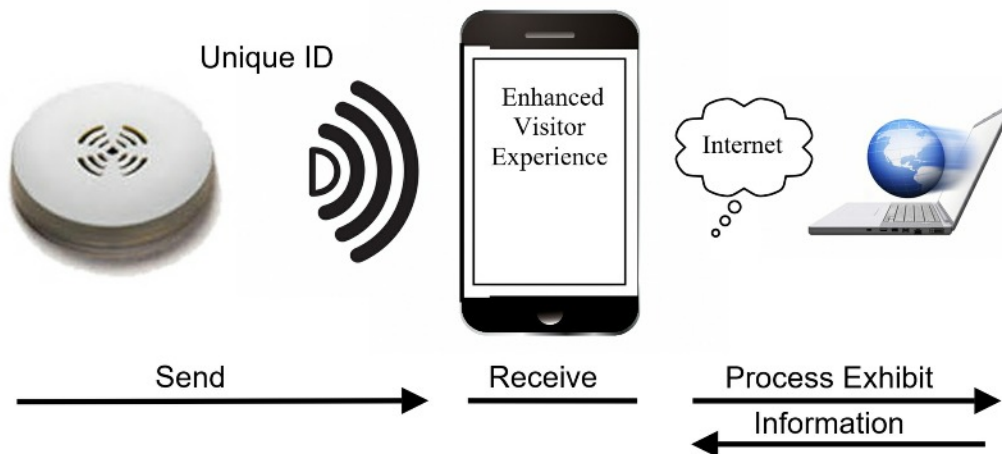 Unique ID
Enhanced
Visitor
Experience
Internet
Send
Receive
Process Exhibit
Information